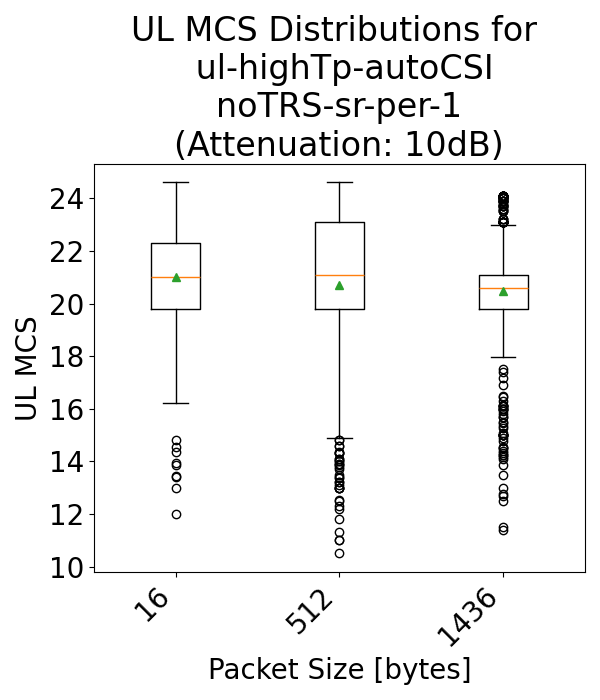 UL MCS Distributions for
ul-highTp-autoCSI
noTRS-sr-per-1
(Attenuation: 10dB)
24
22
20
18
16
14
12
10
UL MCS
16
512
1436
Packet Size [bytes]